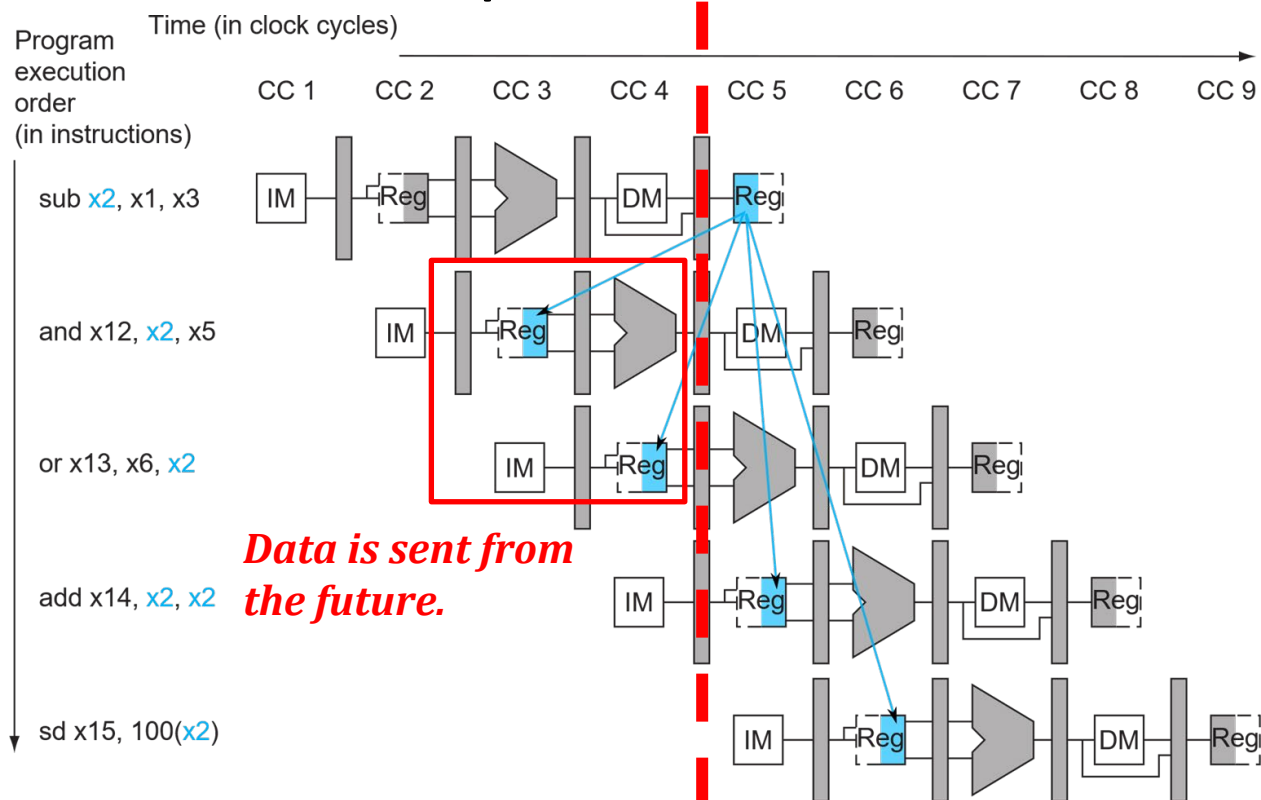 Time (in clock cycles)
Program
execution
order
(in instructions)
CC 1 CC 2 CC 3 CC 4 CC 5 CC 6 CC 7 CC 8 CC 9
sub x2, x1, x3
IM Reg DM Reg
and x12, x2, x5
IM Reg DM Reg
or x13, x6, x2
IM Reg DM Reg
Data is sent from
the future.
add x14, x2, x2
IM Reg DM Reg
sd x15, 100(x2)
IM Reg DM Reg